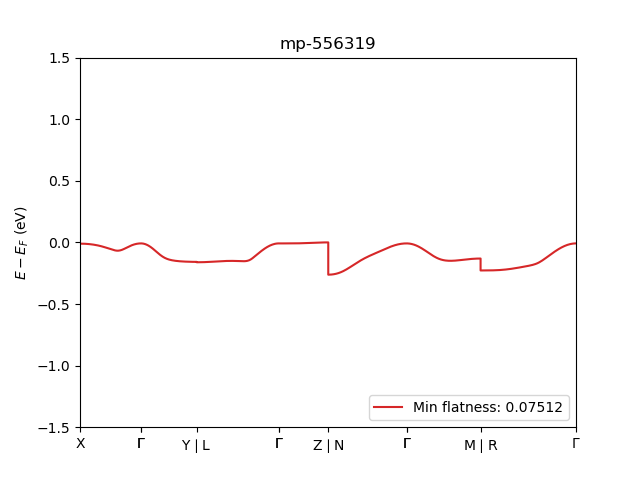 mp-556319
E − E_F (eV)
1.5
1.0
0.5
0.0
−0.5
−1.0
−1.5
Min flatness: 0.07512
X Γ Y | L Γ Z | N Γ M | R Γ